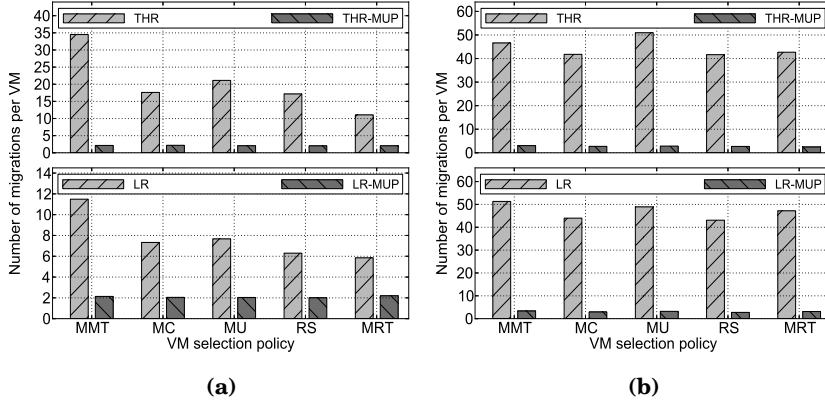 Number of migrations per VM
40
35
30
25
20
15
10
5
0
THR
THR-MUP
14
12
10
8
6
4
2
0
LR
LR-MUP
MMT MC MU RS MRT
VM selection policy
(a)
Number of migrations per VM
60
50
40
30
20
10
0
THR
THR-MUP
60
50
40
30
20
10
0
LR
LR-MUP
MMT MC MU RS MRT
VM selection policy
(b)